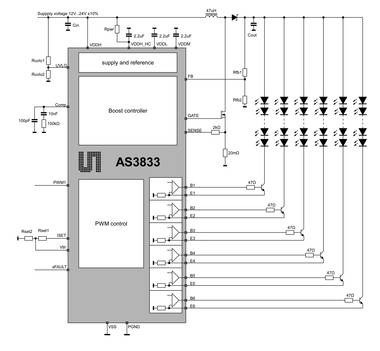 Supply voltage 12V..24V ±10%
47uH
Cin
Rpar
2.2uF
2.2uF
2.2uF
Cout
VDDH
VDDH_HC
VDDL
VDDM
Ruvlo1
UVLO
Ruvlo2
supply and reference
FB
Rfb1
Rfb2
Comp
10nF
100pF
100kΩ
Boost controller
GATE
SENSE
2kΩ
20mΩ
AS3833
PWM1
PWM control
Rset2
Rset1
ISET
Vbi
xFAULT
B1
47Ω
E1
B2
47Ω
E2
B3
47Ω
E3
B4
47Ω
E4
B5
47Ω
E5
B6
47Ω
E6
VSS
PGND